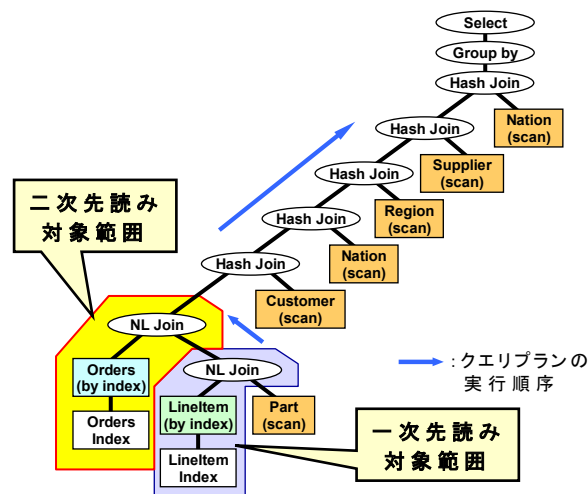 Select
Group by
Hash Join
Nation
(scan)
Hash Join
Supplier
(scan)
Hash Join
Region
(scan)
Hash Join
Nation
(scan)
Hash Join
Customer
(scan)
二次先読み
対象範囲
NL Join
Orders
(by index)
Orders
Index
NL Join
LineItem
(by index)
LineItem
Index
Part
(scan)
:クエリプランの
実行順序
一次先読み
対象範囲